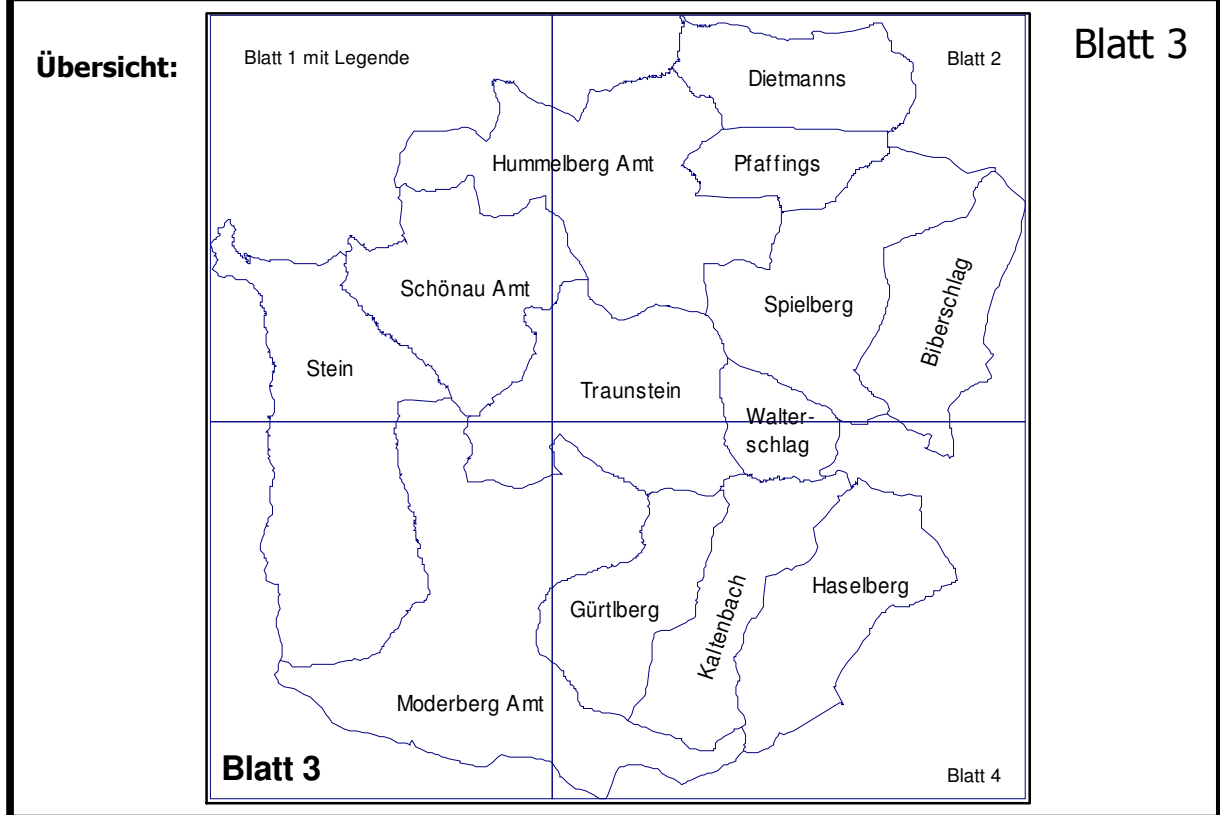 Übersicht:
Blatt 3
Blatt 1 mit Legende
Blatt 2
Dietmanns
Hummelberg Amt
Pfaffings
Schönau Amt
Spielberg
Biberschlag
Stein
Traunstein
Walter-
schlag
Gürtlberg
Kaltenbach
Haselberg
Moderberg Amt
Blatt 3
Blatt 4